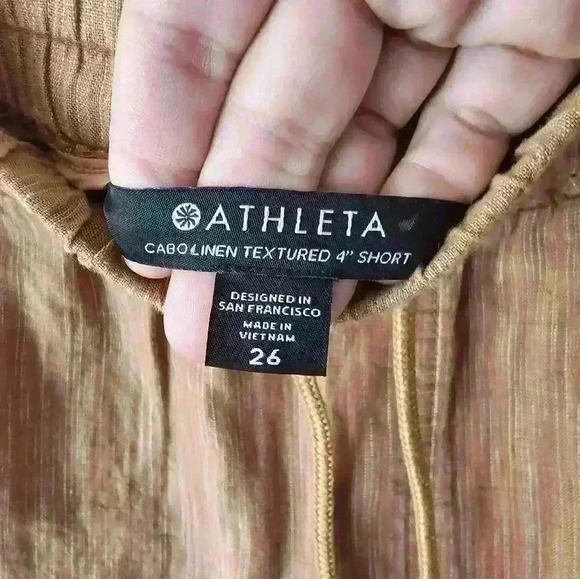 ATHLETA
CABO LINEN TEXTURED 4" SHORT
DESIGNED IN
SAN FRANCISCO
MADE IN
VIETNAM
26